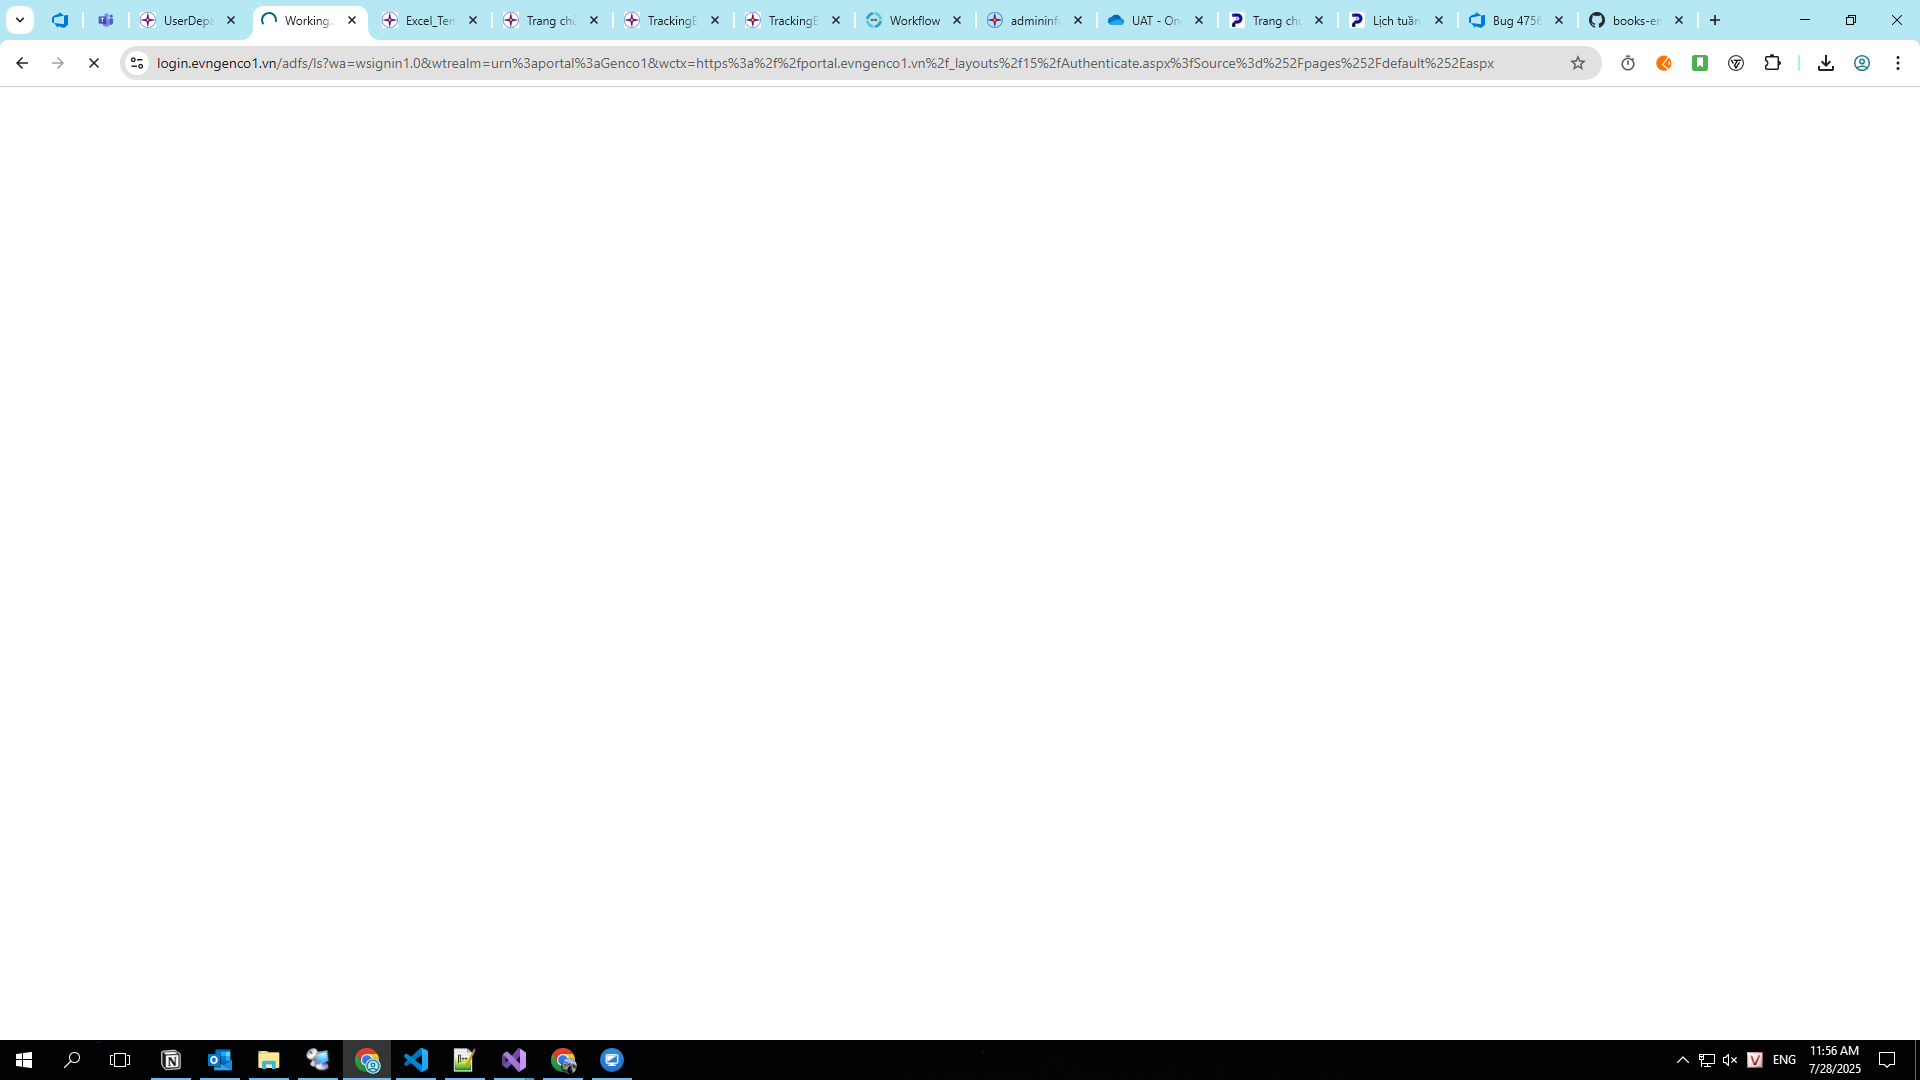 UserDepa
Working..
Excel_Tem
Trang chủ
TrackingE
TrackingE
Workflow
admininfo
UAT - On
Trang chủ
Lịch tuần
Bug 4756
books-en
login.evngenco1.vn/adfs/ls?wa=wsignin1.0&wtrealm=urn%3aportal%3aGenco1&wctx=https%3a%2f%2fportal.evngenco1.vn%2f_layouts%2f15%2fAuthenticate.aspx%3fSource%3d%252Fpages%252Fdefault%252Easpx
ENG
11:56 AM
7/28/2025